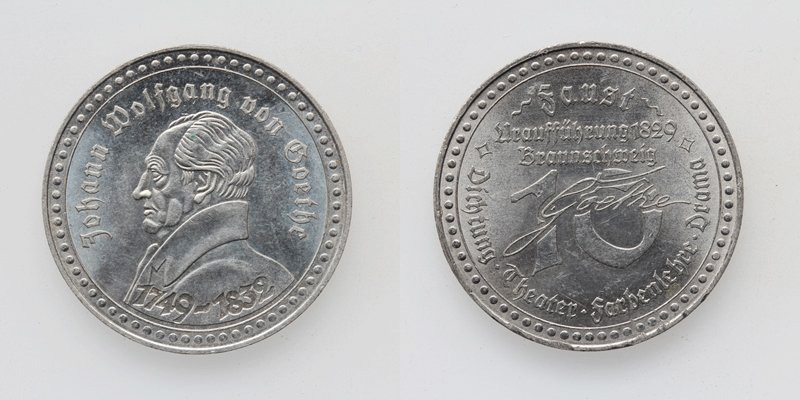 Johann Wolfgang von Goethe
1749-1832
Faust
Uraufführung 1829
Braunschweig
10
Goethe
Dichtung · Theater · Farbenlehre · Drama